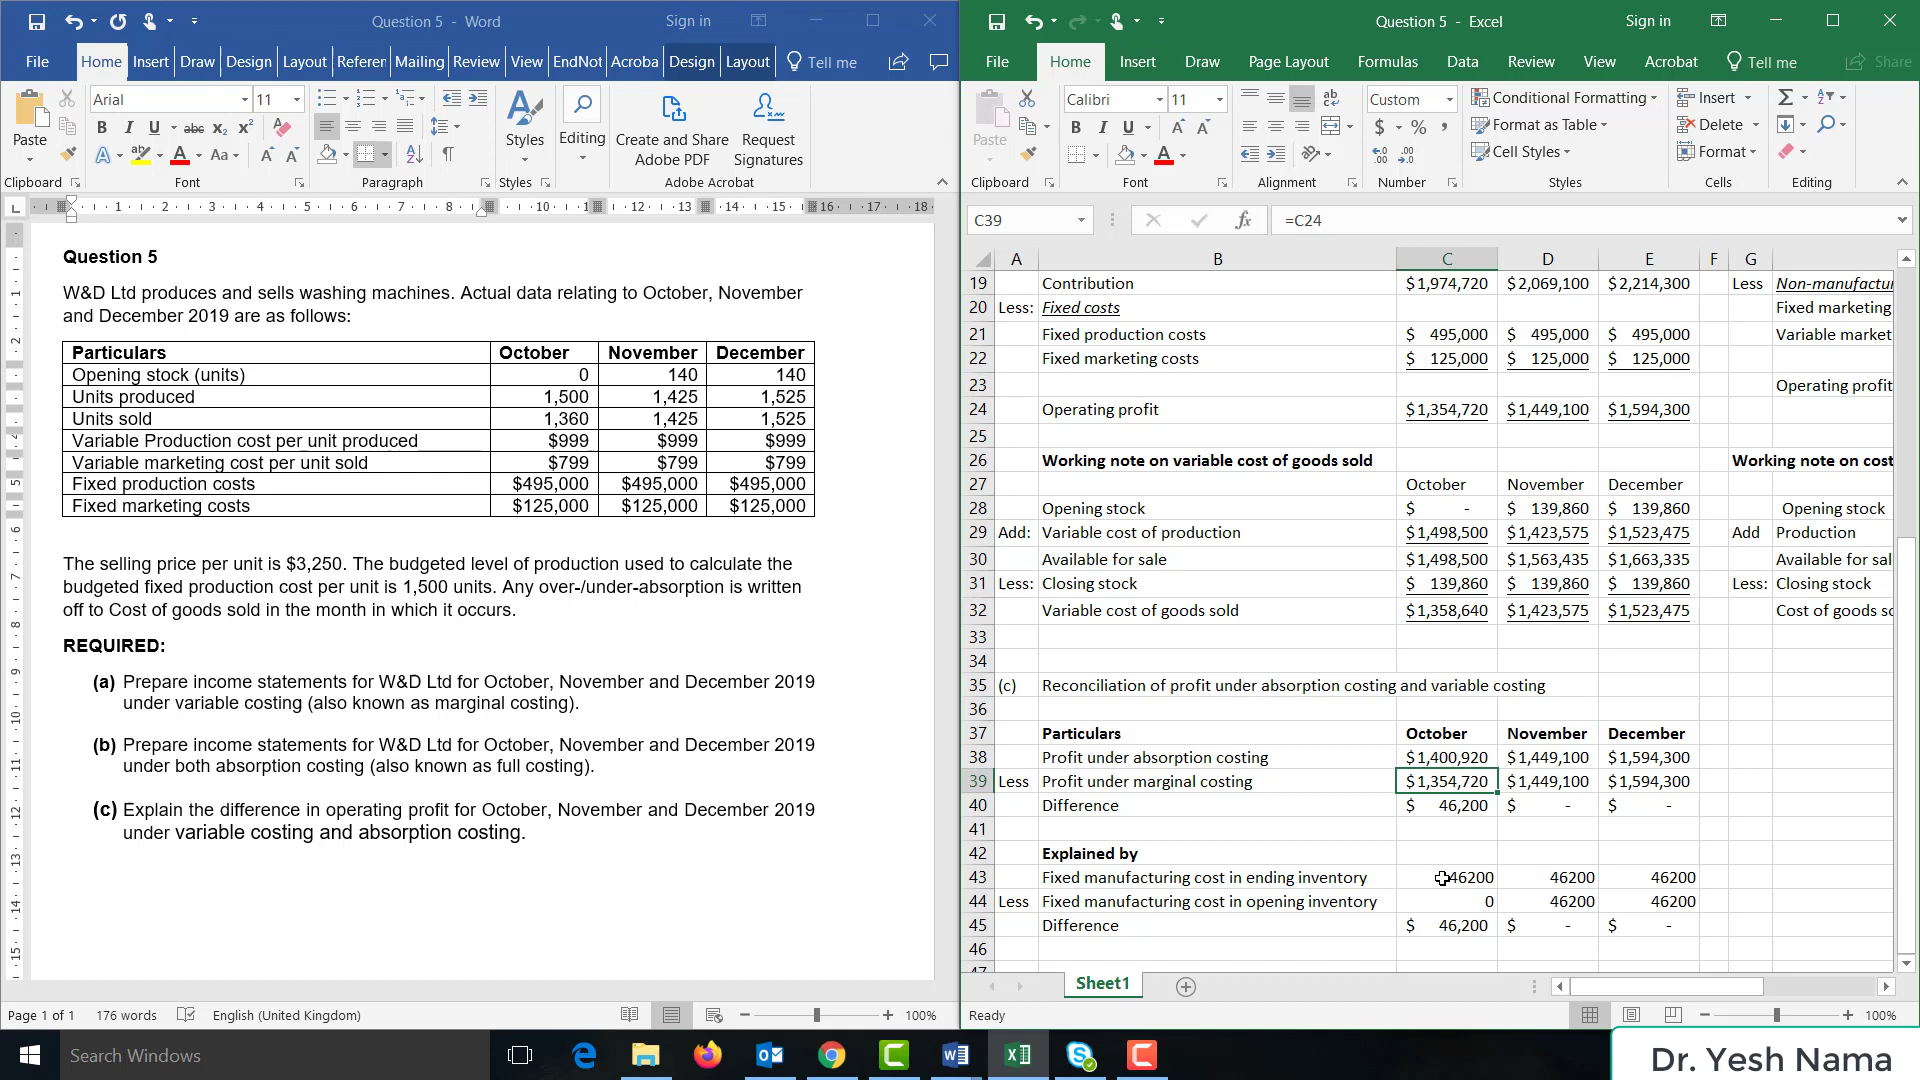 Question 5 - Word
Sign in
File Home Insert Draw Design Layout Referer Mailing Review View EndNot Acroba Design Layout Tell me
Paste
Arial 11
Clipboard Font Paragraph Styles
Styles
Editing
Create and Share Adobe PDF
Request Signatures
Adobe Acrobat
Question 5
W&D Ltd produces and sells washing machines. Actual data relating to October, November
and December 2019 are as follows:
Particulars October November December
Opening stock (units) 0 140 140
Units produced 1,500 1,425 1,525
Units sold 1,360 1,425 1,525
Variable Production cost per unit produced $999 $999 $999
Variable marketing cost per unit sold $799 $799 $799
Fixed production costs $495,000 $495,000 $495,000
Fixed marketing costs $125,000 $125,000 $125,000
The selling price per unit is $3,250. The budgeted level of production used to calculate the
budgeted fixed production cost per unit is 1,500 units. Any over-/under-absorption is written
off to Cost of goods sold in the month in which it occurs.
REQUIRED:
(a) Prepare income statements for W&D Ltd for October, November and December 2019
under variable costing (also known as marginal costing).
(b) Prepare income statements for W&D Ltd for October, November and December 2019
under both absorption costing (also known as full costing).
(c) Explain the difference in operating profit for October, November and December 2019
under variable costing and absorption costing.
Page 1 of 1 176 words English (United Kingdom) 100%
Question 5 - Excel
Sign in
File Home Insert Draw Page Layout Formulas Data Review View Acrobat Tell me Share
Paste
Calibri 11
Custom
Conditional Formatting
Format as Table
Cell Styles
Insert
Delete
Format
Clipboard Font Alignment Number Styles Cells Editing
C39 =C24
A B C D E F G
19 Contribution $1,974,720 $2,069,100 $2,214,300 Less Non-manufactur
20 Less: Fixed costs Fixed marketing
21 Fixed production costs $ 495,000 $ 495,000 $ 495,000 Variable market
22 Fixed marketing costs $ 125,000 $ 125,000 $ 125,000
23 Operating profit
24 Operating profit $1,354,720 $1,449,100 $1,594,300
25
26 Working note on variable cost of goods sold Working note on cost
27 October November December
28 Opening stock $ - $ 139,860 $ 139,860 Opening stock
29 Add: Variable cost of production $1,498,500 $1,423,575 $1,523,475 Add Production
30 Available for sale $1,498,500 $1,563,435 $1,663,335 Available for sal
31 Less: Closing stock $ 139,860 $ 139,860 $ 139,860 Less: Closing stock
32 Variable cost of goods sold $1,358,640 $1,423,575 $1,523,475 Cost of goods so
33
34
35 (c) Reconciliation of profit under absorption costing and variable costing
36
37 Particulars October November December
38 Profit under absorption costing $1,400,920 $1,449,100 $1,594,300
39 Less Profit under marginal costing $1,354,720 $1,449,100 $1,594,300
40 Difference $ 46,200 $ - $ -
41
42 Explained by
43 Fixed manufacturing cost in ending inventory 46200 46200 46200
44 Less Fixed manufacturing cost in opening inventory 0 46200 46200
45 Difference $ 46,200 $ - $ -
46
47
Sheet1
Ready 100%
Search Windows
Dr. Yesh Nama